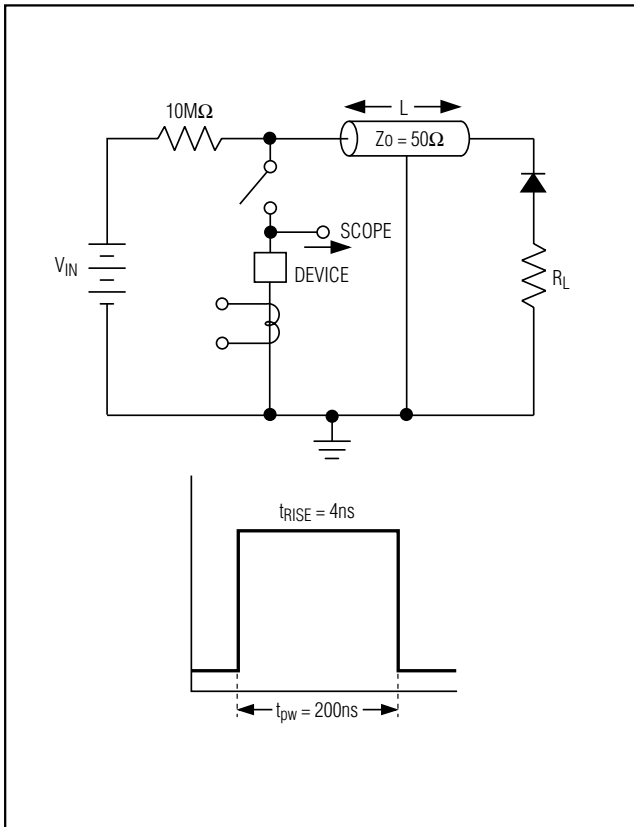 10MΩ
L
Zo = 50Ω
SCOPE
DEVICE
VIN
RL
tRISE = 4ns
tpw = 200ns